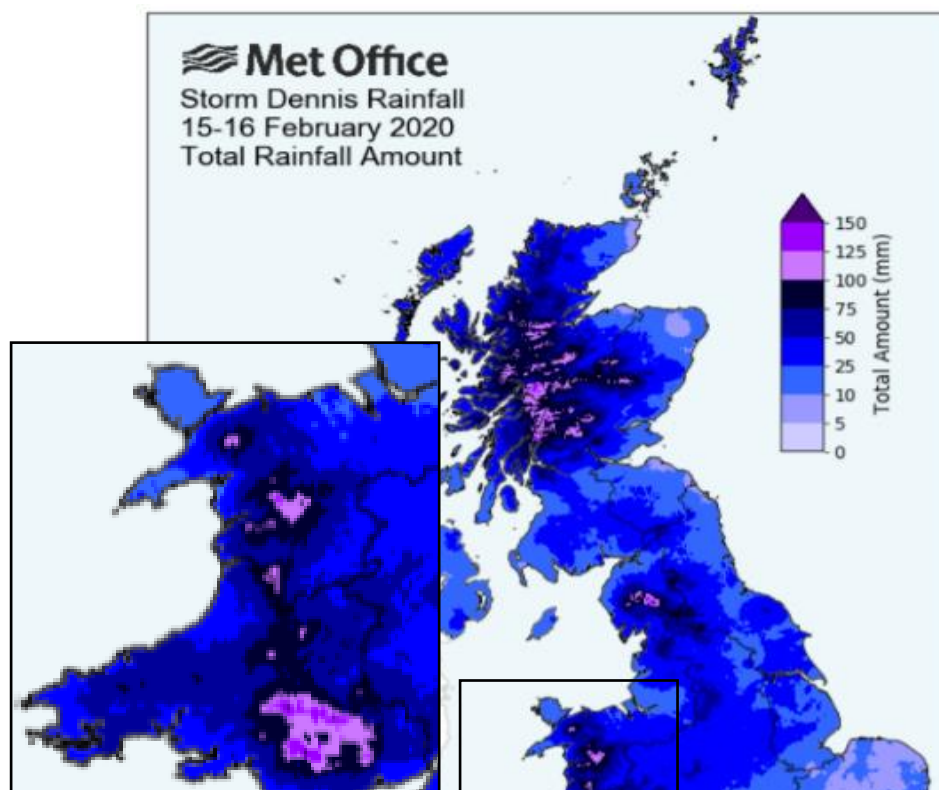 Met Office
Storm Dennis Rainfall
15-16 February 2020
Total Rainfall Amount
150
125
100
75
50
25
10
5
0
Total Amount (mm)